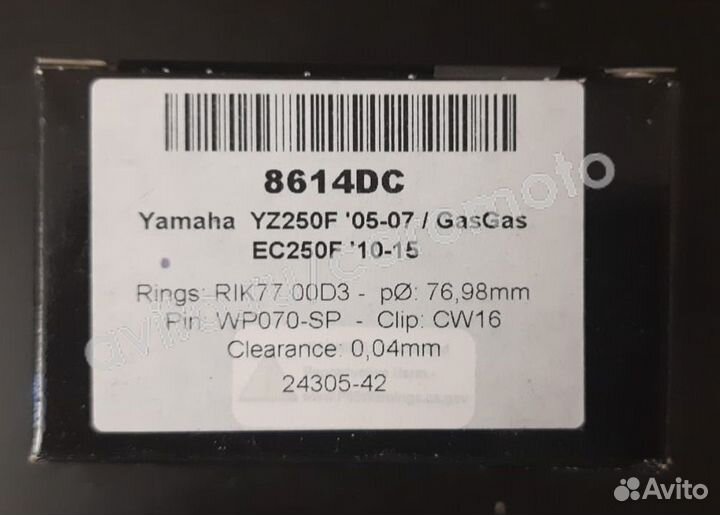 8614DC
Yamaha YZ250F '05-07 / GasGas
EC250F '10-15
Rings: RIK77.00D3 - pØ: 76,98mm
Pin: WP070-SP - Clip: CW16
Clearance: 0,04mm
24305-42
Avito